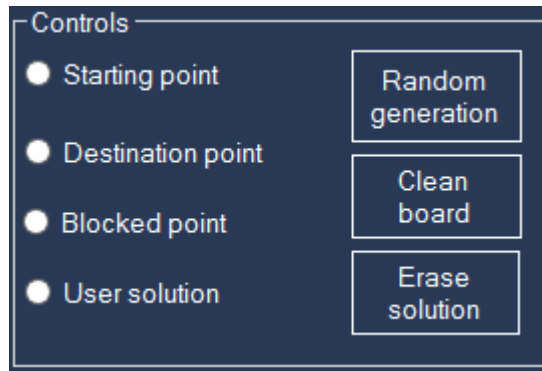 Controls
Starting point
Destination point
Blocked point
User solution
Random
generation
Clean
board
Erase
solution